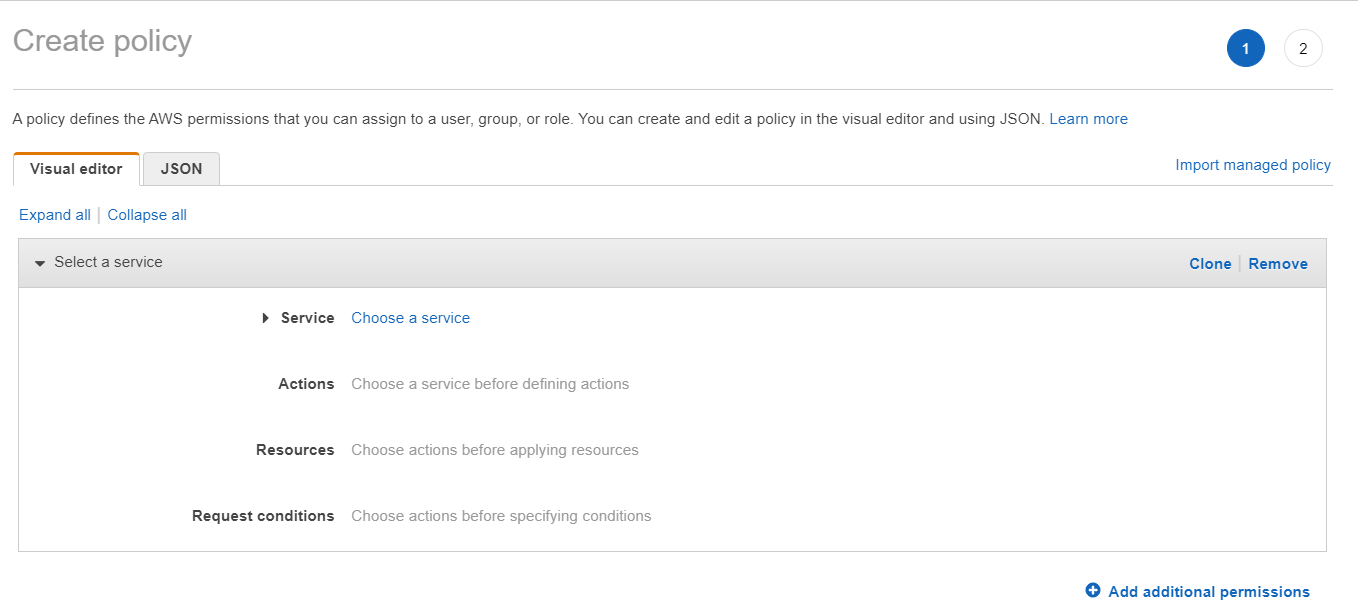 Create policy
1
2
A policy defines the AWS permissions that you can assign to a user, group, or role. You can create and edit a policy in the visual editor and using JSON. Learn more
Visual editor
JSON
Import managed policy
Expand all | Collapse all
Select a service
Clone | Remove
Service Choose a service
Actions Choose a service before defining actions
Resources Choose actions before applying resources
Request conditions Choose actions before specifying conditions
Add additional permissions